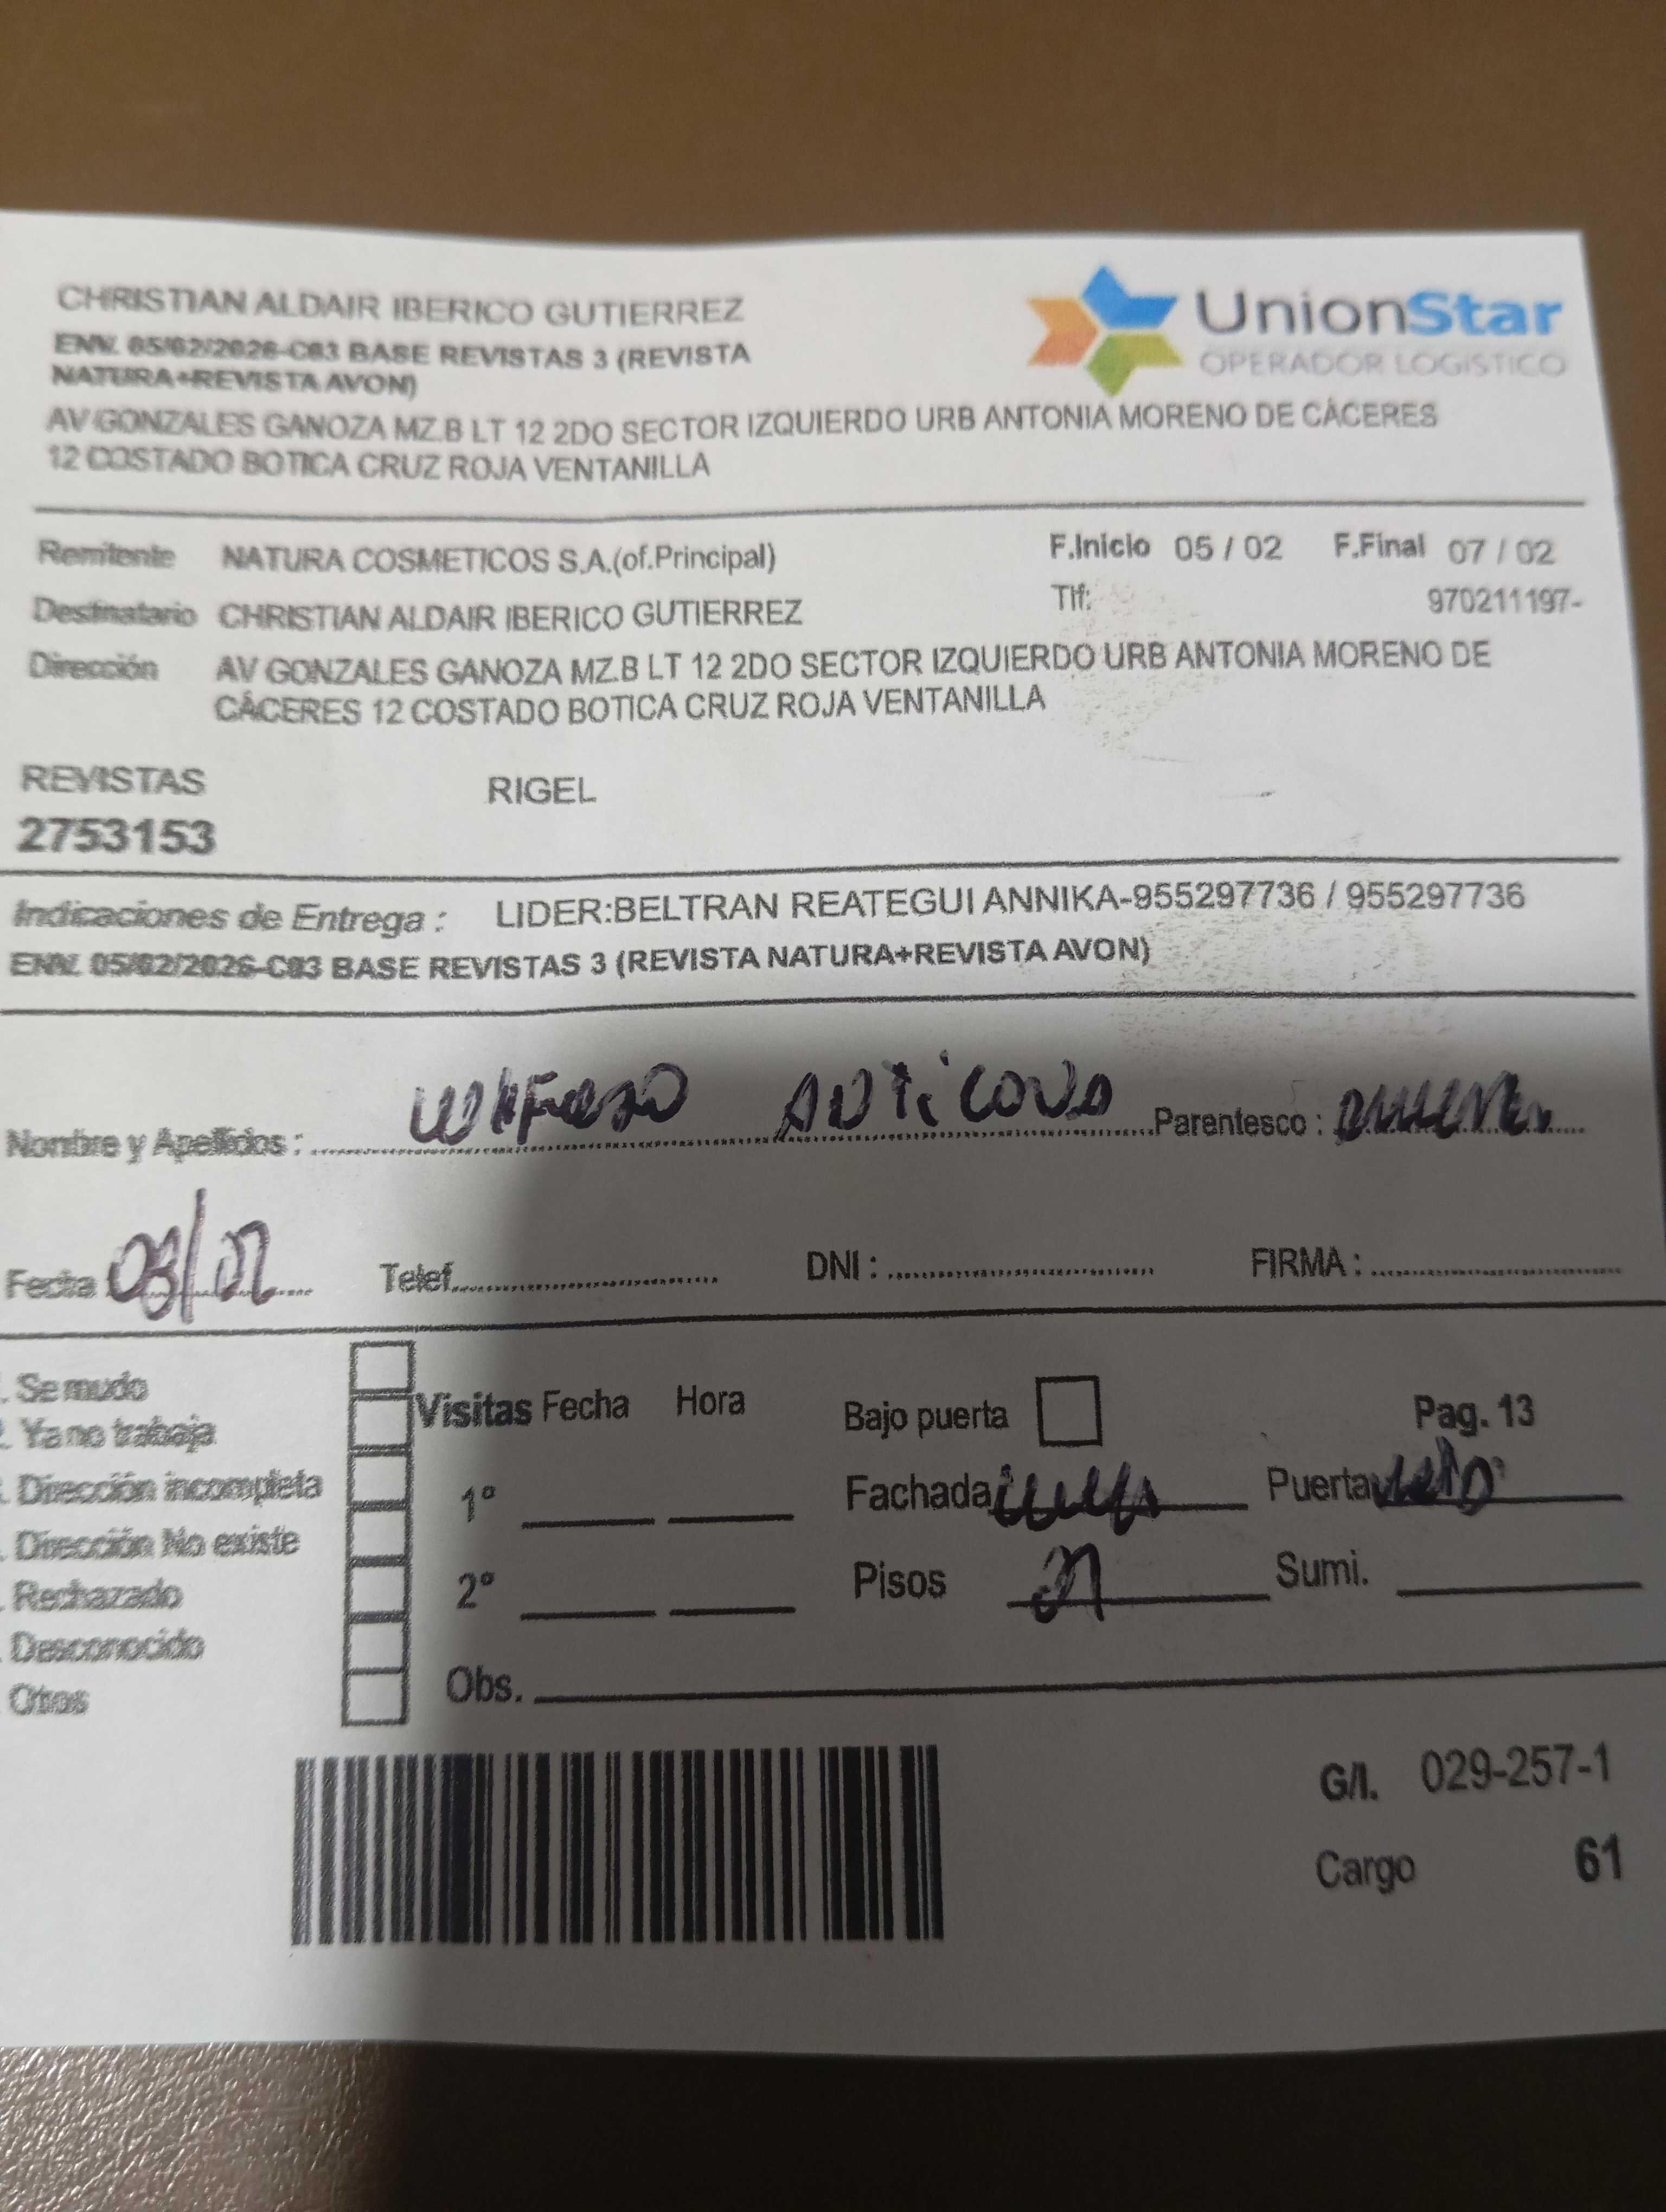 CHRISTIAN ALDAIR IBERICO GUTIERREZ
UnionStar
OPERADOR LOGÍSTICO
ENV. 05/02/2026-C03 BASE REVISTAS 3 (REVISTA
NATURA+REVISTA AVON)
AV GONZALES GANOZA MZ.B LT 12 2DO SECTOR IZQUIERDO URB ANTONIA MORENO DE CÁCERES
12 COSTADO BOTICA CRUZ ROJA VENTANILLA
Remitente NATURA COSMETICOS S.A.(of.Principal) F.Inicio 05 / 02 F.Final 07 / 02
Destinatario CHRISTIAN ALDAIR IBERICO GUTIERREZ Tlf: 970211197-
Dirección AV GONZALES GANOZA MZ.B LT 12 2DO SECTOR IZQUIERDO URB ANTONIA MORENO DE
CÁCERES 12 COSTADO BOTICA CRUZ ROJA VENTANILLA
REVISTAS RIGEL
2753153
Indicaciones de Entrega : LIDER:BELTRAN REATEGUI ANNIKA-955297736 / 955297736
ENV. 05/02/2026-C03 BASE REVISTAS 3 (REVISTA NATURA+REVISTA AVON)
Nombre y Apellidos : Parentesco :
Fecha Telef. DNI : FIRMA :
. Se mudo
. Ya no trabaja
. Dirección incompleta
. Dirección No existe
. Rechazado
. Desconocido
Otros
Visitas Fecha Hora Bajo puerta Pag. 13
1° Fachada Puerta
2° Pisos Sumi.
Obs.
G/I. 029-257-1
Cargo 61